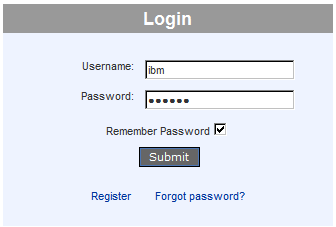 Login
Username: ibm
Password: ●●●●●●
Remember Password
Submit
Register Forgot password?